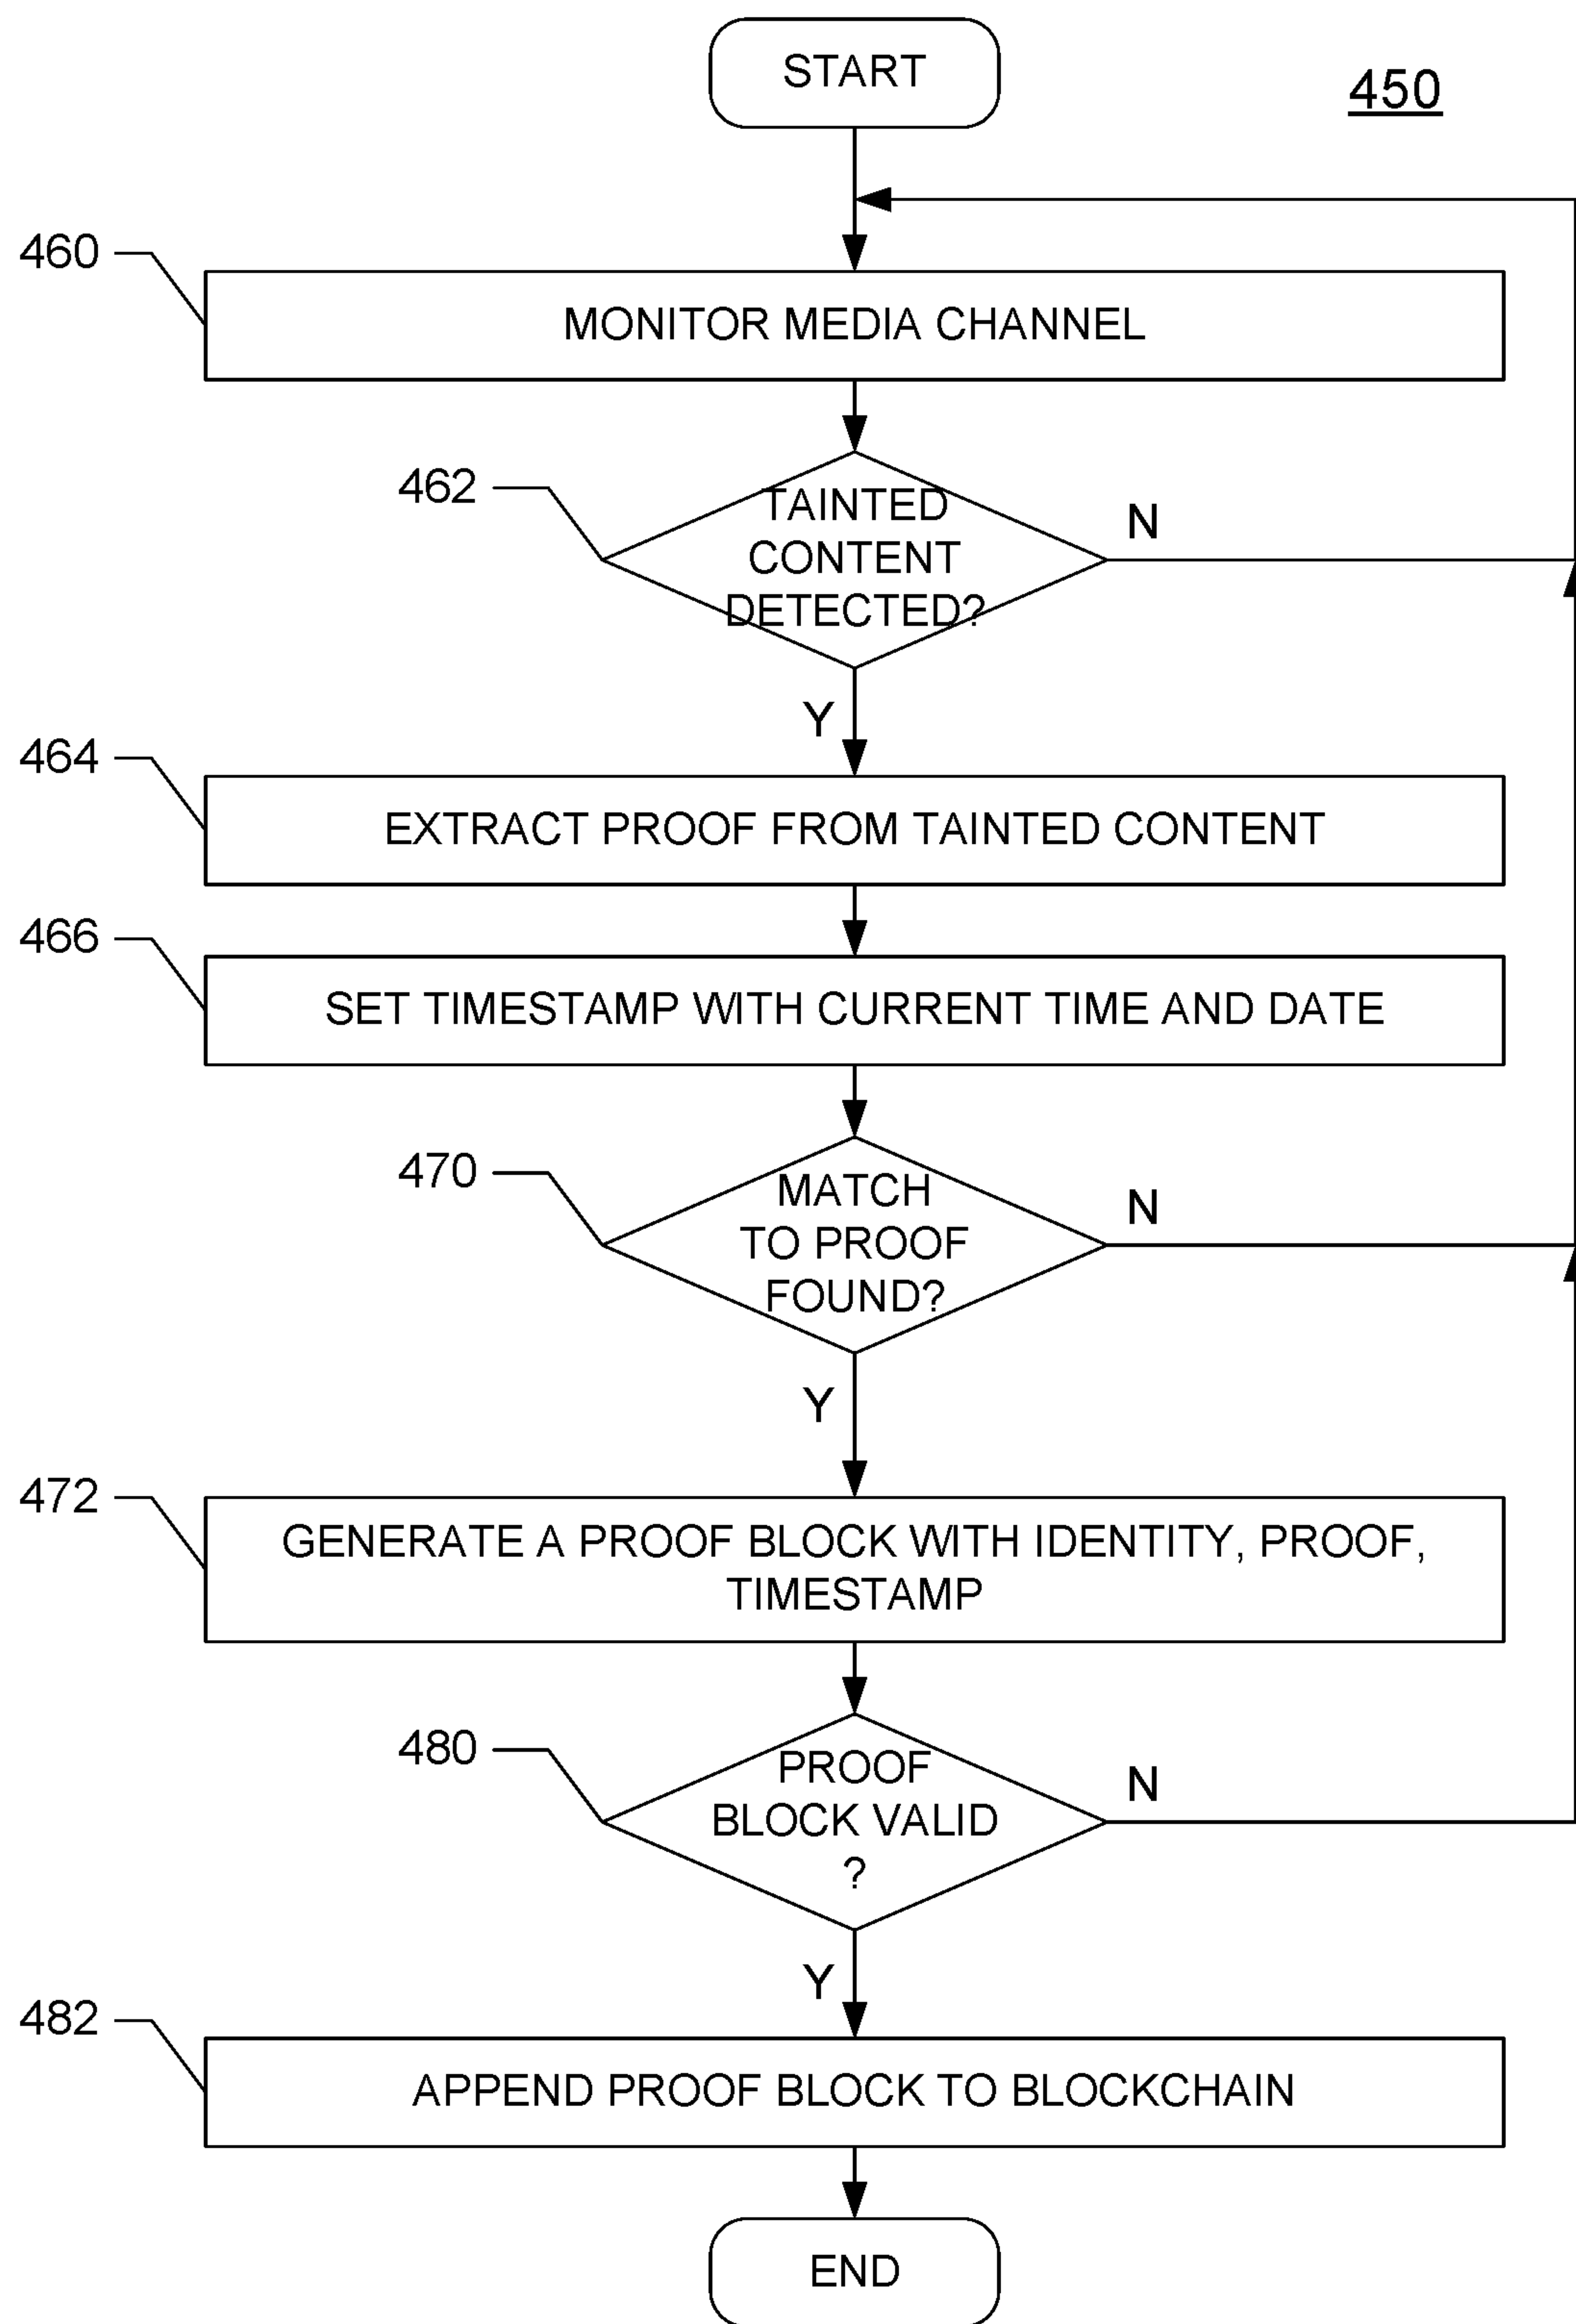 START
450
460
MONITOR MEDIA CHANNEL
462
TAINTED
CONTENT
DETECTED?
N
Y
464
EXTRACT PROOF FROM TAINTED CONTENT
466
SET TIMESTAMP WITH CURRENT TIME AND DATE
470
MATCH
TO PROOF
FOUND?
N
Y
472
GENERATE A PROOF BLOCK WITH IDENTITY, PROOF,
TIMESTAMP
480
PROOF
BLOCK VALID
?
N
Y
482
APPEND PROOF BLOCK TO BLOCKCHAIN
END